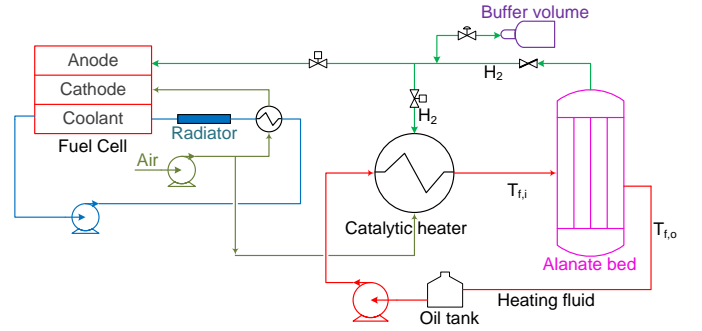 Buffer volume
Anode
Cathode
Coolant
Fuel Cell
Radiator
Air
H2
H2
Catalytic heater
Tf,i
Tf,o
Alanate bed
Heating fluid
Oil tank